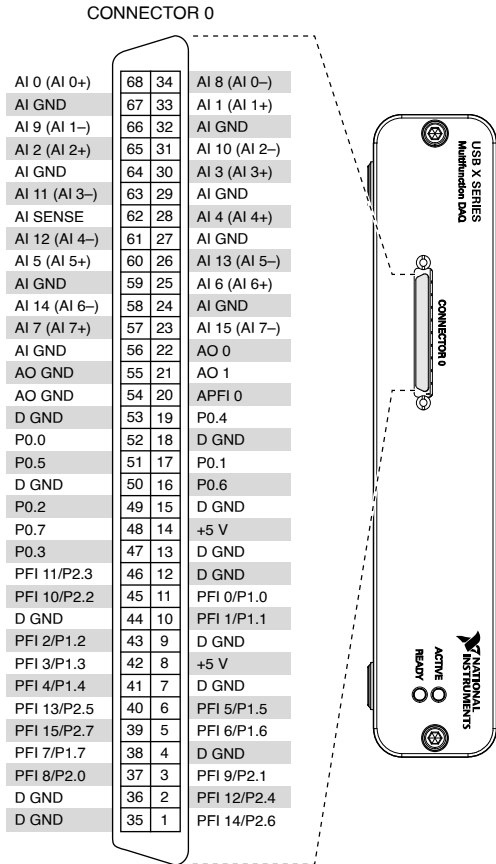 CONNECTOR 0
AI 0 (AI 0+) 68 34 AI 8 (AI 0–)
AI GND 67 33 AI 1 (AI 1+)
AI 9 (AI 1–) 66 32 AI GND
AI 2 (AI 2+) 65 31 AI 10 (AI 2–)
AI GND 64 30 AI 3 (AI 3+)
AI 11 (AI 3–) 63 29 AI GND
AI SENSE 62 28 AI 4 (AI 4+)
AI 12 (AI 4–) 61 27 AI GND
AI 5 (AI 5+) 60 26 AI 13 (AI 5–)
AI GND 59 25 AI 6 (AI 6+)
AI 14 (AI 6–) 58 24 AI GND
AI 7 (AI 7+) 57 23 AI 15 (AI 7–)
AI GND 56 22 AO 0
AO GND 55 21 AO 1
AO GND 54 20 APFI 0
D GND 53 19 P0.4
P0.0 52 18 D GND
P0.5 51 17 P0.1
D GND 50 16 P0.6
P0.2 49 15 D GND
P0.7 48 14 +5 V
P0.3 47 13 D GND
PFI 11/P2.3 46 12 D GND
PFI 10/P2.2 45 11 PFI 0/P1.0
D GND 44 10 PFI 1/P1.1
PFI 2/P1.2 43 9 D GND
PFI 3/P1.3 42 8 +5 V
PFI 4/P1.4 41 7 D GND
PFI 13/P2.5 40 6 PFI 5/P1.5
PFI 15/P2.7 39 5 PFI 6/P1.6
PFI 7/P1.7 38 4 D GND
PFI 8/P2.0 37 3 PFI 9/P2.1
D GND 36 2 PFI 12/P2.4
D GND 35 1 PFI 14/P2.6
USB X SERIES
Multifunction DAQ
CONNECTOR 0
NATIONAL
INSTRUMENTS
ACTIVE
READY